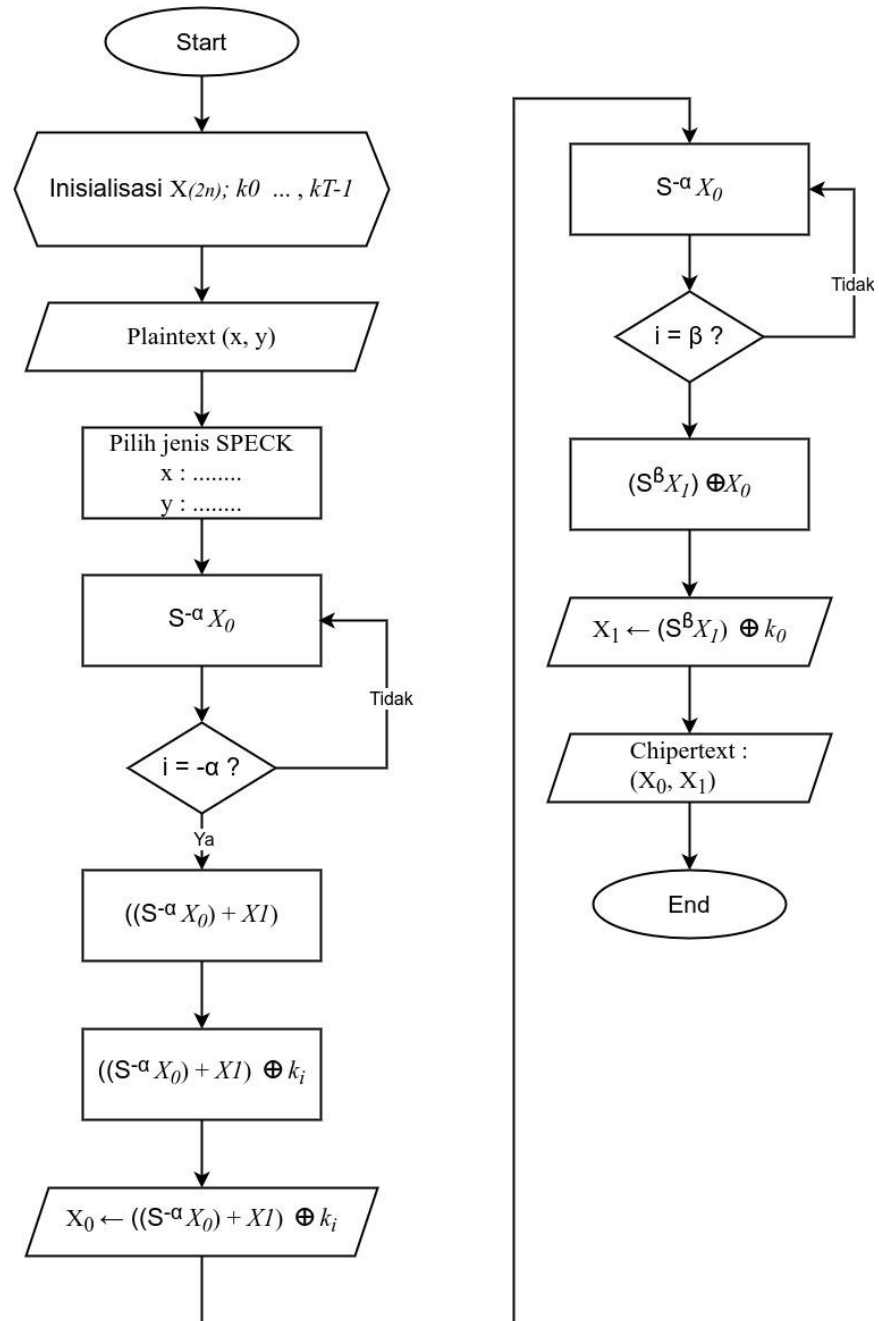 Start
Inisialisasi X(2n); k0 ... , kT-1
Plaintext (x, y)
Pilih jenis SPECK
x : ........
y : ........
S⁻ᵅ X₀
Tidak
i = -α ?
Ya
((S⁻ᵅ X₀) + X1)
((S⁻ᵅ X₀) + X1) ⊕ kᵢ
X₀ ← ((S⁻ᵅ X₀) + X1) ⊕ kᵢ
S⁻ᵅ X₀
Tidak
i = β ?
(Sᵝ X₁) ⊕ X₀
X₁ ← (Sᵝ X₁) ⊕ k₀
Chipertext :
(X₀, X₁)
End